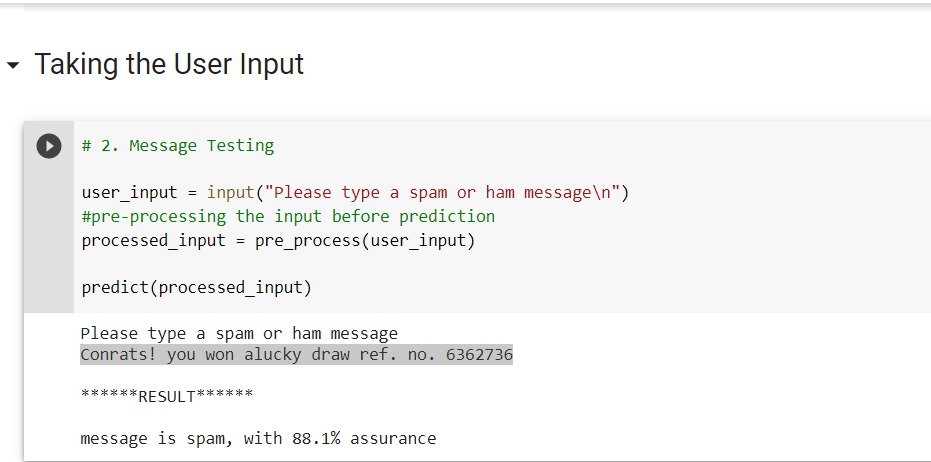 Taking the User Input
# 2. Message Testing
user_input = input("Please type a spam or ham message\n")
#pre-processing the input before prediction
processed_input = pre_process(user_input)
predict(processed_input)
Please type a spam or ham message
Conrats! you won alucky draw ref. no. 6362736
******RESULT******
message is spam, with 88.1% assurance